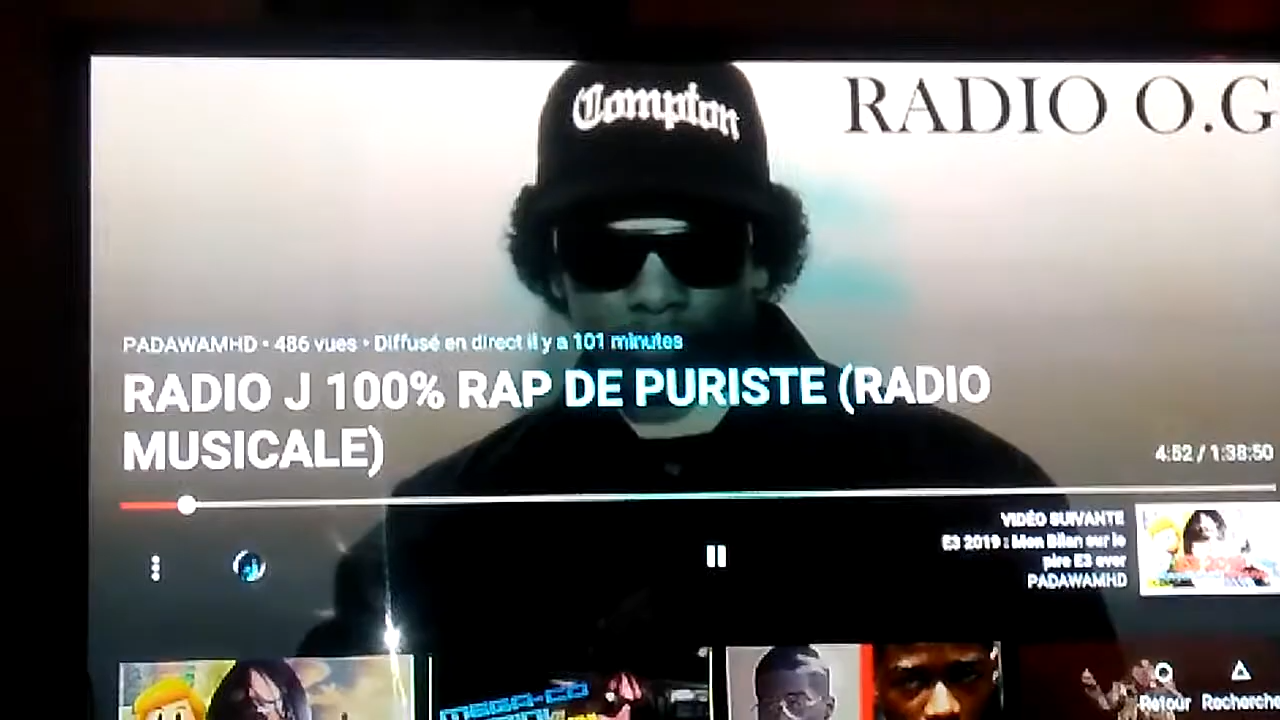 Compton
RADIO O.G
PADAWAMHD • 486 vues • Diffusé en direct il y a 101 minutes
RADIO J 100% RAP DE PURISTE (RADIO
MUSICALE)
4:52 / 1:38:50
VIDÉO SUIVANTE
E3 2019 : Mon Bilan sur le
pire E3 ever
PADAWAMHD
Retour Recherche